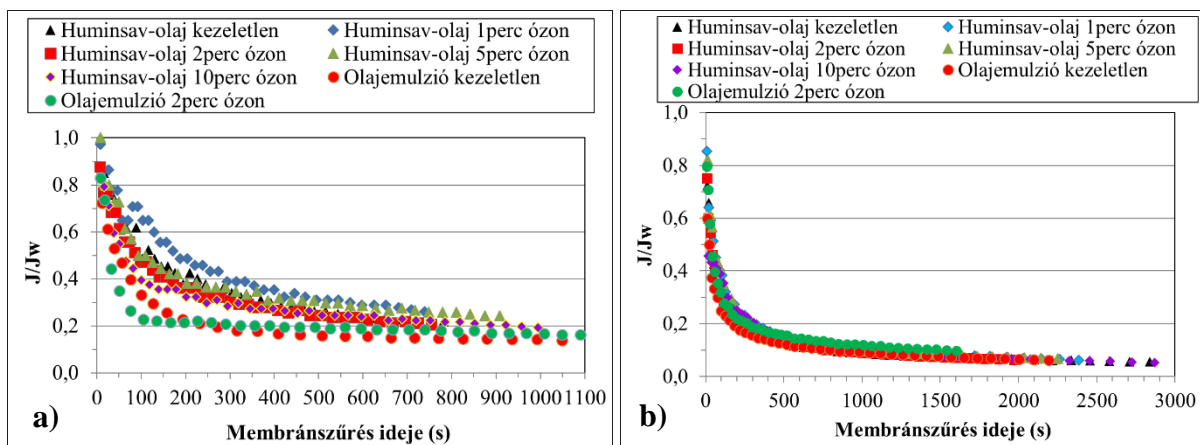 Huminsav-olaj kezeletlen
Huminsav-olaj 1perc ózon
Huminsav-olaj 2perc ózon
Huminsav-olaj 5perc ózon
Huminsav-olaj 10perc ózon
Olajemulzió kezeletlen
Olajemulzió 2perc ózon
1,0
0,8
0,6
0,4
0,2
0,0
J/Jw
0 100 200 300 400 500 600 700 800 900 1000 1100
a)
Membránszűrés ideje (s)
Huminsav-olaj kezeletlen
Huminsav-olaj 1perc ózon
Huminsav-olaj 2perc ózon
Huminsav-olaj 5perc ózon
Huminsav-olaj 10perc ózon
Olajemulzió kezeletlen
Olajemulzió 2perc ózon
1,0
0,8
0,6
0,4
0,2
0,0
J/Jw
0 500 1000 1500 2000 2500 3000
b)
Membránszűrés ideje (s)